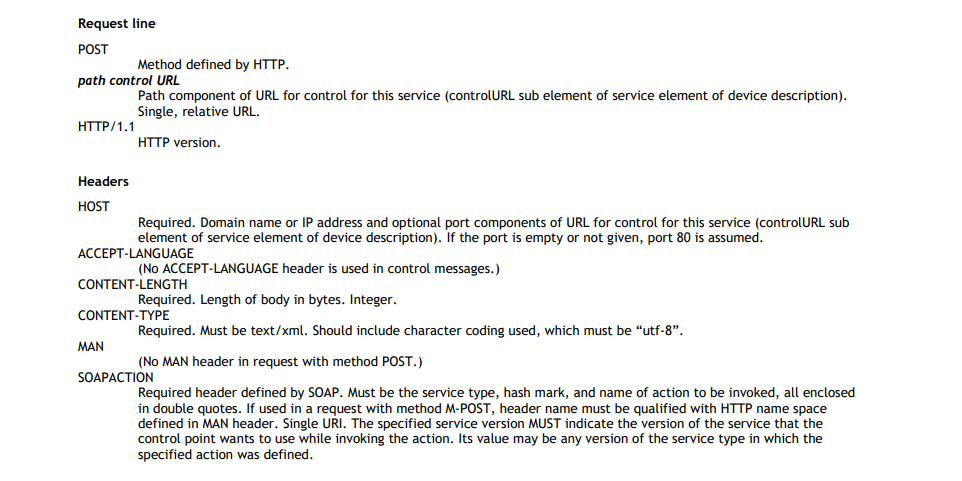 Request line
POST
Method defined by HTTP.
path control URL
Path component of URL for control for this service (controlURL sub element of service element of device description).
Single, relative URL.
HTTP/1.1
HTTP version.
Headers
HOST
Required. Domain name or IP address and optional port components of URL for control for this service (controlURL sub
element of service element of device description). If the port is empty or not given, port 80 is assumed.
ACCEPT-LANGUAGE
(No ACCEPT-LANGUAGE header is used in control messages.)
CONTENT-LENGTH
Required. Length of body in bytes. Integer.
CONTENT-TYPE
Required. Must be text/xml. Should include character coding used, which must be “utf-8”.
MAN
(No MAN header in request with method POST.)
SOAPACTION
Required header defined by SOAP. Must be the service type, hash mark, and name of action to be invoked, all enclosed
in double quotes. If used in a request with method M-POST, header name must be qualified with HTTP name space
defined in MAN header. Single URI. The specified service version MUST indicate the version of the service that the
control point wants to use while invoking the action. Its value may be any version of the service type in which the
specified action was defined.